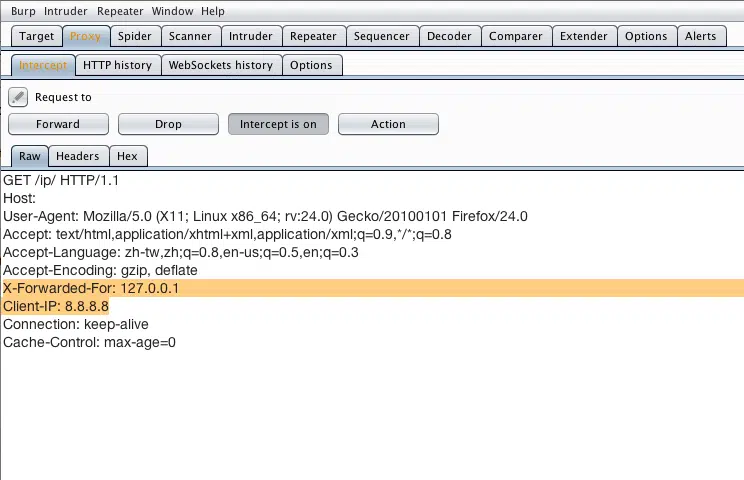 Burp Intruder Repeater Window Help
Target Proxy Spider Scanner Intruder Repeater Sequencer Decoder Comparer Extender Options Alerts
Intercept HTTP history WebSockets history Options
Request to
Forward Drop Intercept is on Action
Raw Headers Hex
GET /ip/ HTTP/1.1
Host:
User-Agent: Mozilla/5.0 (X11; Linux x86_64; rv:24.0) Gecko/20100101 Firefox/24.0
Accept: text/html,application/xhtml+xml,application/xml;q=0.9,*/*;q=0.8
Accept-Language: zh-tw,zh;q=0.8,en-us;q=0.5,en;q=0.3
Accept-Encoding: gzip, deflate
X-Forwarded-For: 127.0.0.1
Client-IP: 8.8.8.8
Connection: keep-alive
Cache-Control: max-age=0